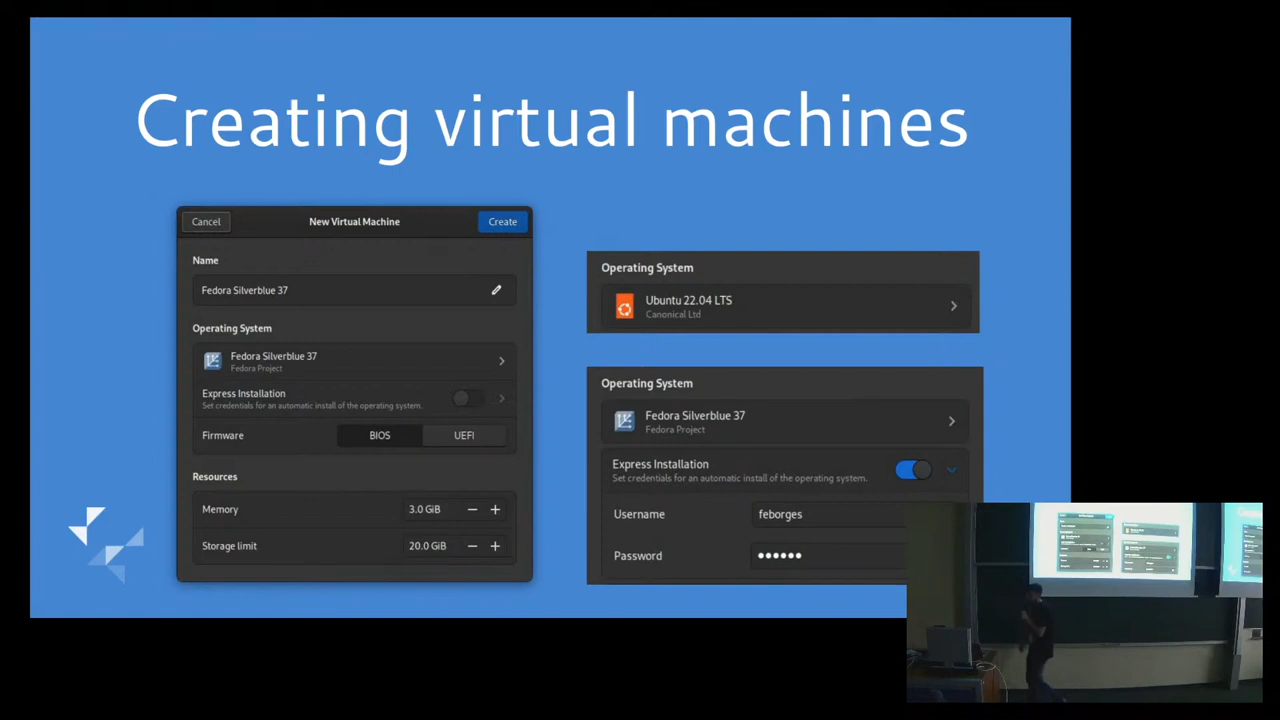 Creating virtual machines
Cancel
New Virtual Machine
Create
Name
Fedora Silverblue 37
Operating System
Fedora Silverblue 37
Fedora Project
Express Installation
Set credentials for an automatic install of the operating system.
Firmware
BIOS
UEFI
Resources
Memory
3.0 GiB
Storage limit
20.0 GiB
Operating System
Ubuntu 22.04 LTS
Canonical Ltd
Operating System
Fedora Silverblue 37
Fedora Project
Express Installation
Set credentials for an automatic install of the operating system.
Username
feborges
Password
●●●●●●